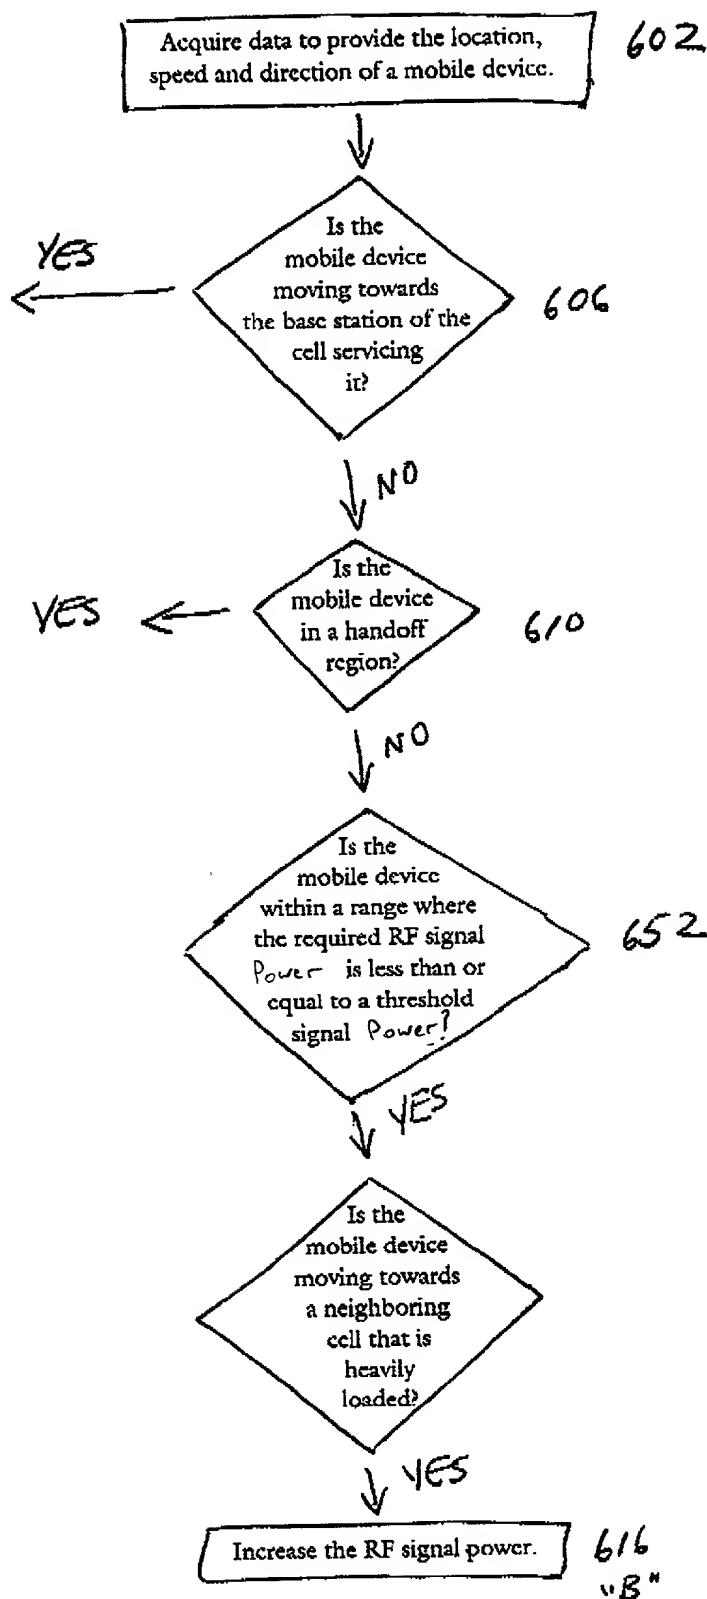 Acquire data to provide the location,
speed and direction of a mobile device.
602
Is the
mobile device
moving towards
the base station of the
cell servicing
it?
YES
606
NO
Is the
mobile device
in a handoff
region?
YES
610
NO
Is the
mobile device
within a range where
the required RF signal
Power is less than or
equal to a threshold
signal Power?
652
YES
Is the
mobile device
moving towards
a neighboring
cell that is
heavily
loaded?
YES
Increase the RF signal power.
616
"B"